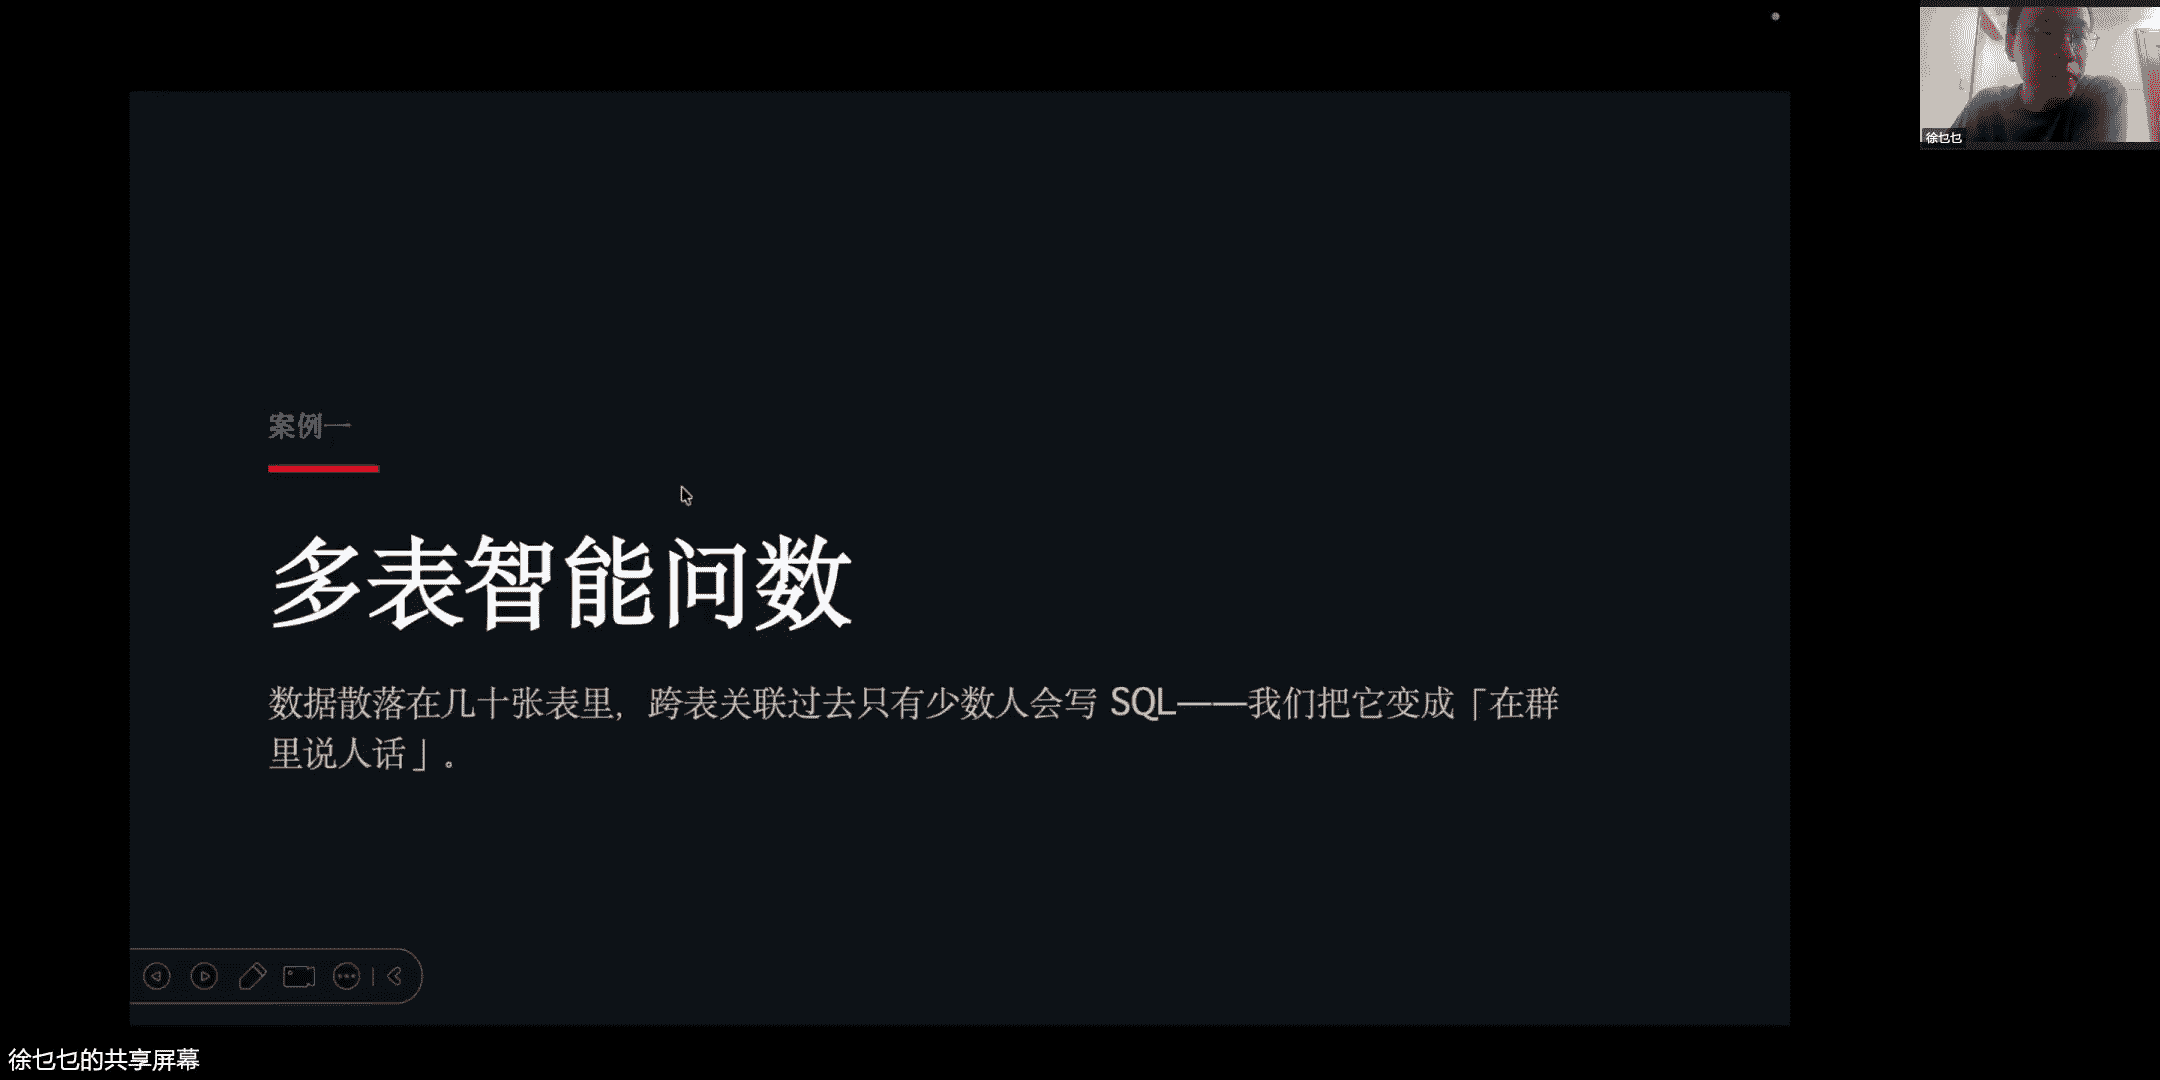 徐乜乜
案例一
多表智能问数
数据散落在几十张表里，跨表关联过去只有少数人会写 SQL——我们把它变成「在群
里说人话」。
徐乜乜的共享屏幕